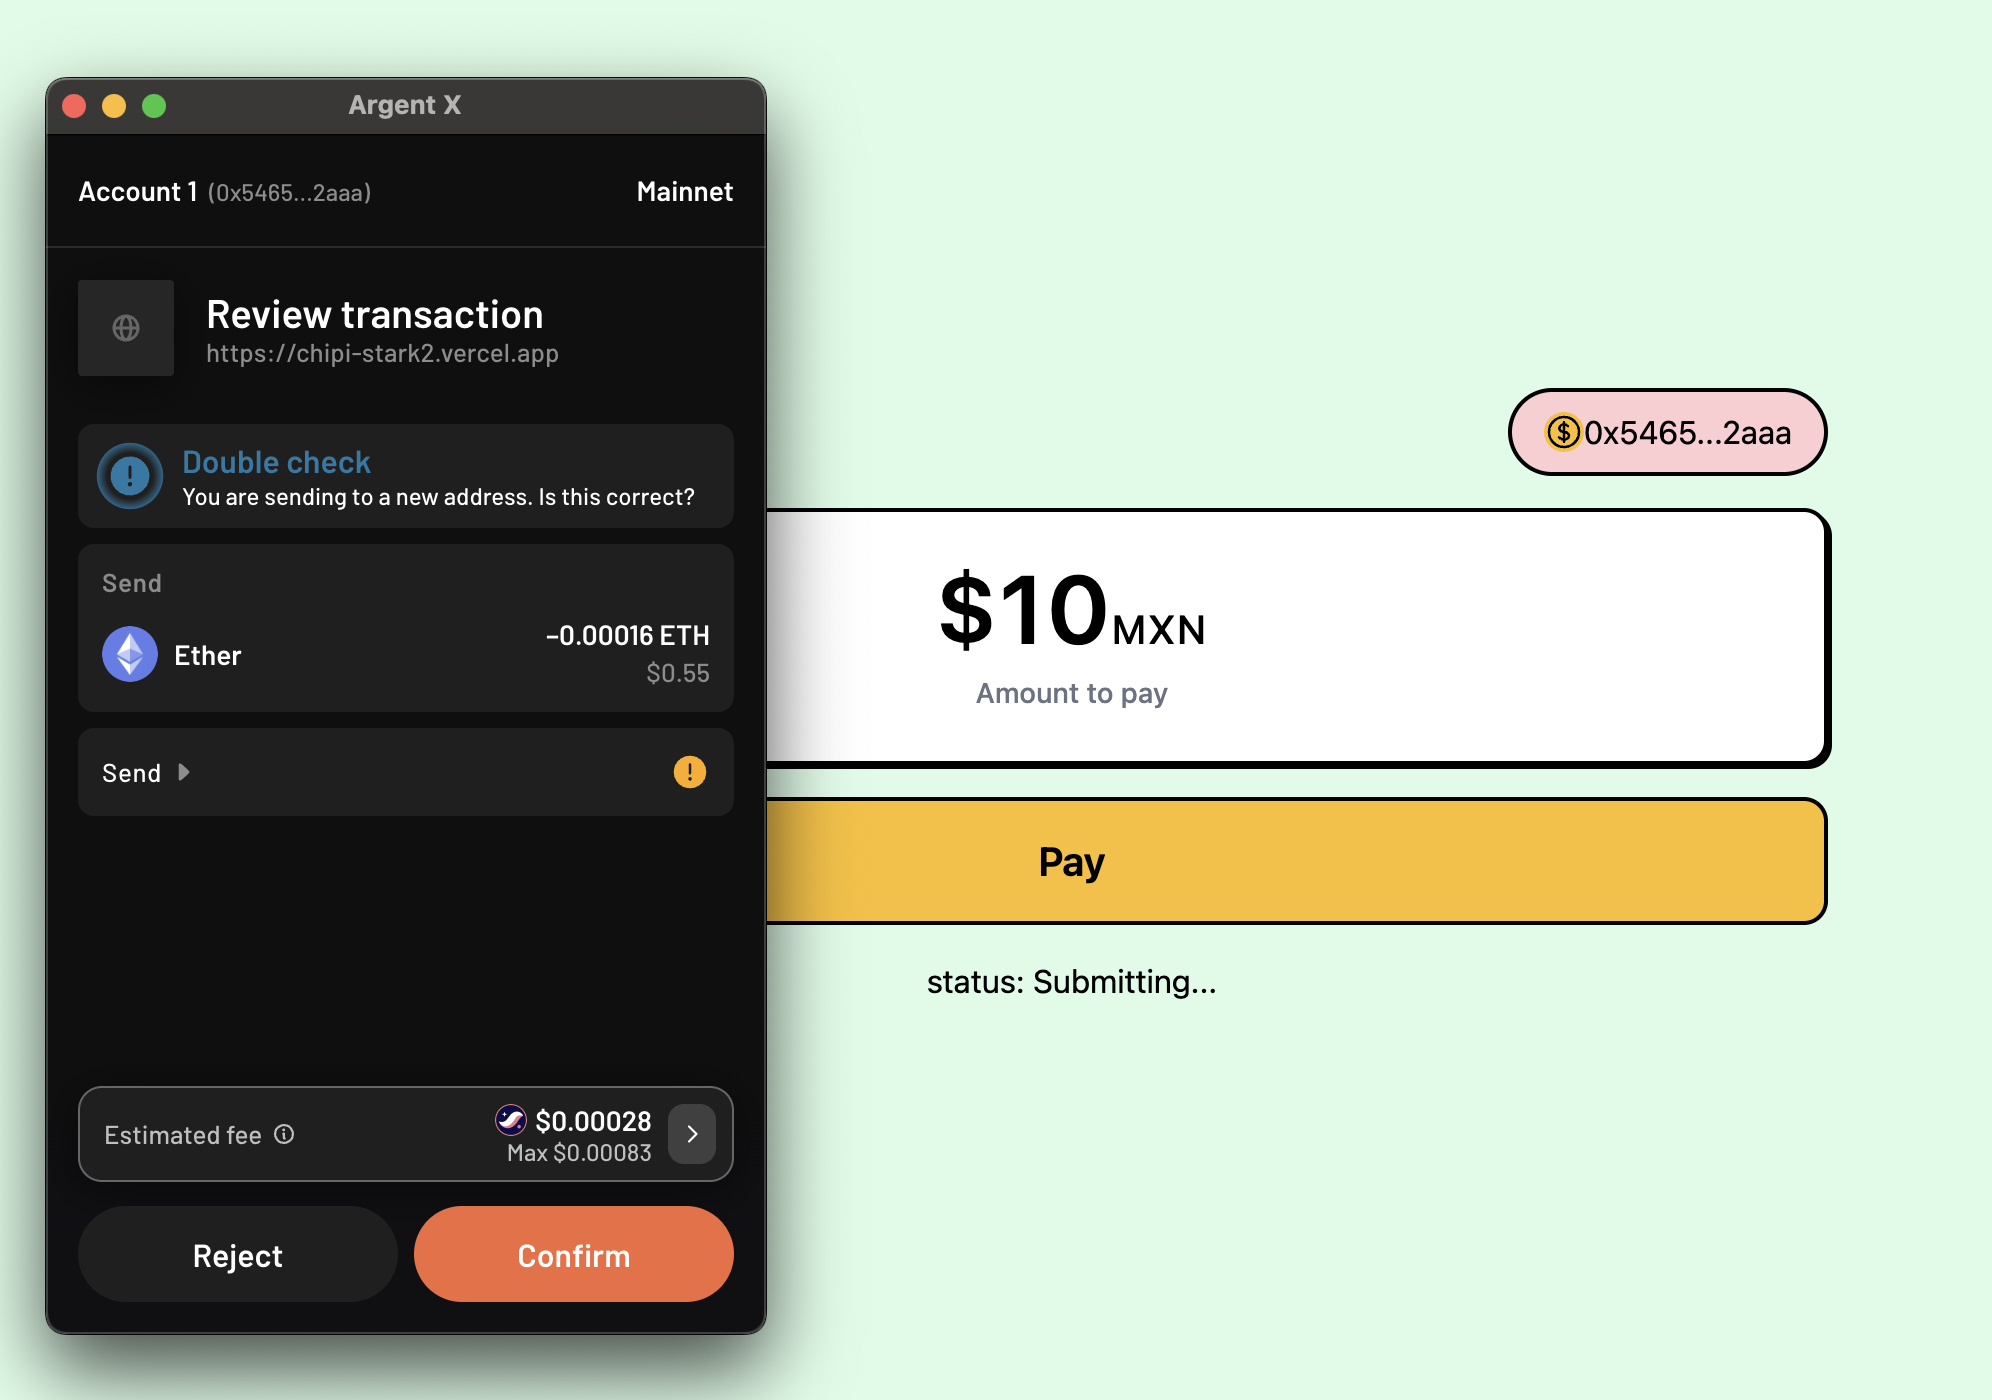 Argent X
Account 1 (0x5465...2aaa)
Mainnet
Review transaction
https://chipi-stark2.vercel.app
Double check
You are sending to a new address. Is this correct?
Send
Ether
-0.00016 ETH
$0.55
Send
Estimated fee
$0.00028
Max $0.00083
Reject
Confirm
0x5465...2aaa
$10MXN
Amount to pay
Pay
status: Submitting...